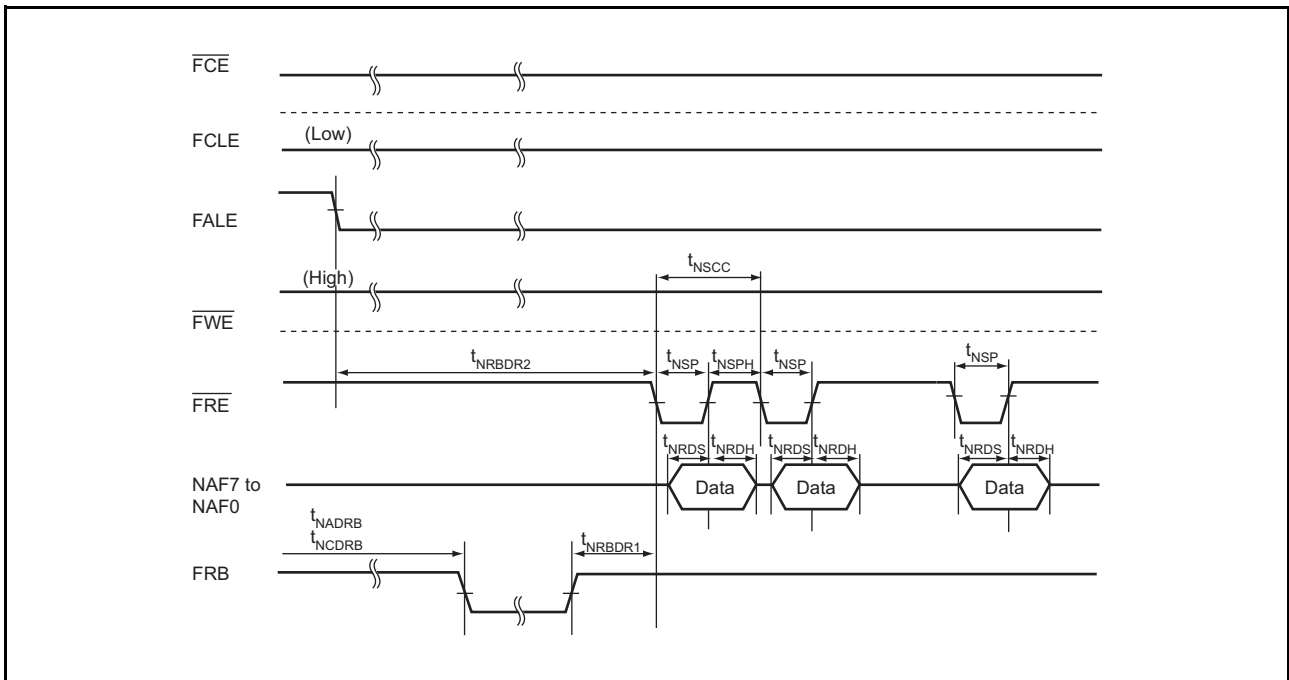 FCE
FCLE
(Low)
FALE
(High)
tNSCC
FWE
tNRBDR2
tNSP
tNSPH
tNSP
tNSP
FRE
tNRDS
tNRDH
tNRDS
tNRDH
tNRDS
tNRDH
NAF7 to
NAF0
Data
Data
Data
tNADRB
tNCDRB
tNRBDR1
FRB